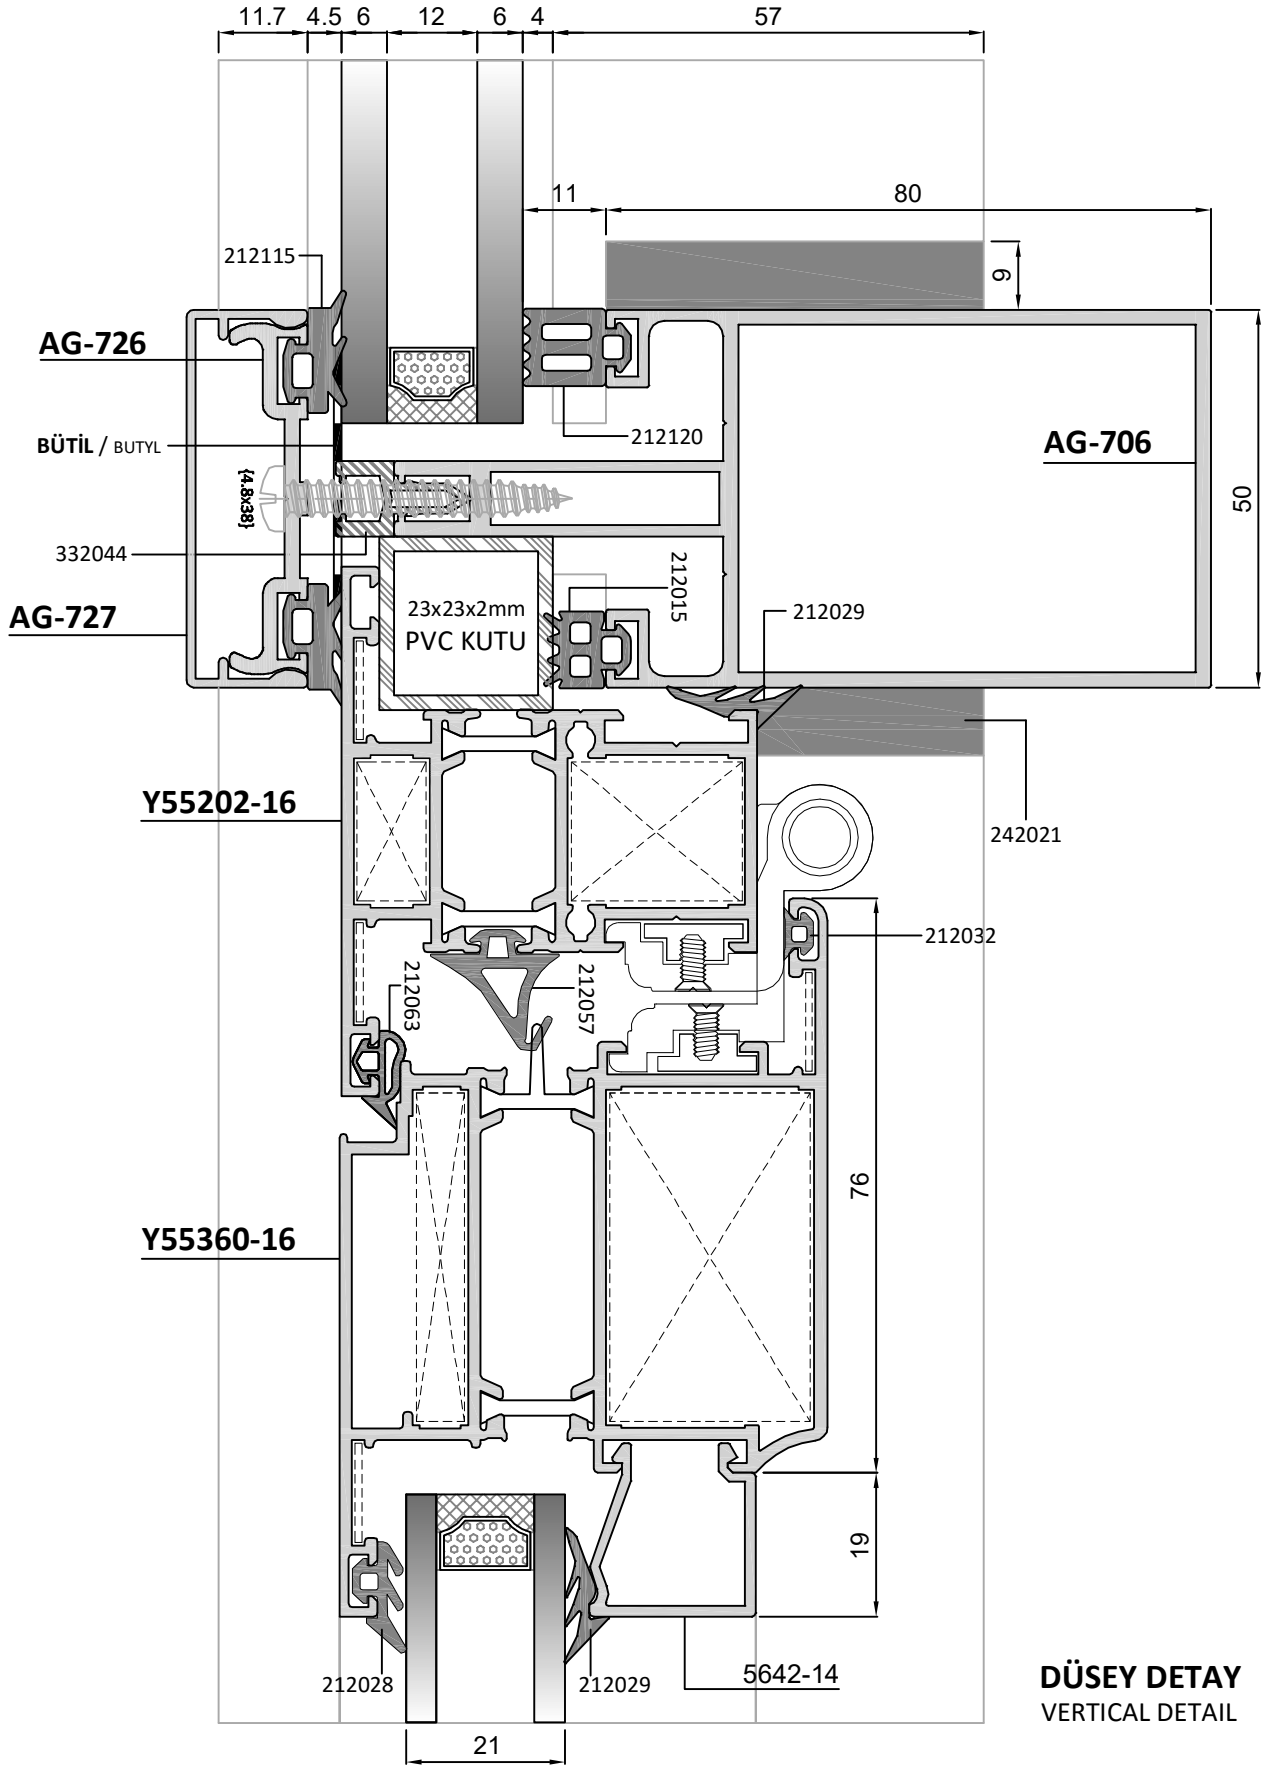 11.7 4.5 6 12 6 4 57
11 80
9
212115
AG-726
BÜTİL / BUTYL
{4.8x38}
212120
AG-706
50
332044
AG-727
23x23x2mm
PVC KUTU
212015
212029
Y55202-16
242021
212032
212063
212057
76
Y55360-16
19
212028
212029
5642-14
21
DÜSEY DETAY
VERTICAL DETAIL